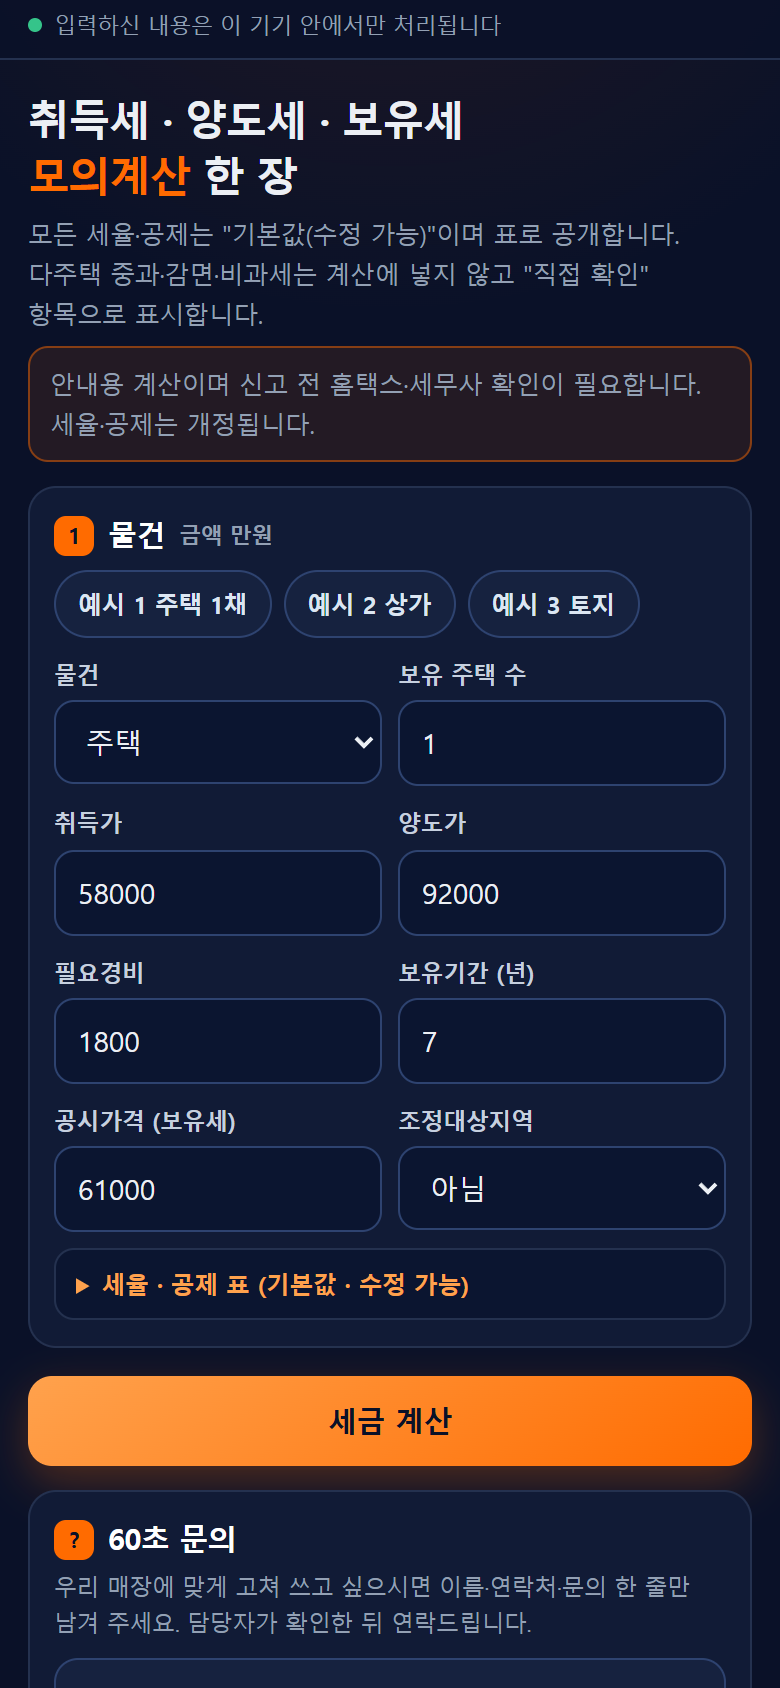 입력하신 내용은 이 기기 안에서만 처리됩니다
취득세 · 양도세 · 보유세
모의계산 한 장
모든 세율·공제는 "기본값(수정 가능)"이며 표로 공개합니다.
다주택 중과·감면·비과세는 계산에 넣지 않고 "직접 확인"
항목으로 표시합니다.
안내용 계산이며 신고 전 홈택스·세무사 확인이 필요합니다.
세율·공제는 개정됩니다.
1 물건 금액 만원
예시 1 주택 1채 예시 2 상가 예시 3 토지
물건 보유 주택 수
주택 1
취득가 양도가
58000 92000
필요경비 보유기간 (년)
1800 7
공시가격 (보유세) 조정대상지역
61000 아님
▶ 세율 · 공제 표 (기본값 · 수정 가능)
세금 계산
? 60초 문의
우리 매장에 맞게 고쳐 쓰고 싶으시면 이름·연락처·문의 한 줄만
남겨 주세요. 담당자가 확인한 뒤 연락드립니다.